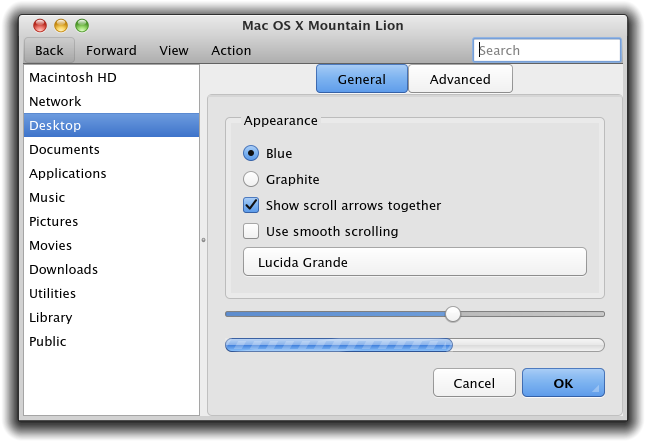 Mac OS X Mountain Lion
Back Forward View Action Search
Macintosh HD
Network
Desktop
Documents
Applications
Music
Pictures
Movies
Downloads
Utilities
Library
Public
General Advanced
Appearance
Blue
Graphite
Show scroll arrows together
Use smooth scrolling
Lucida Grande
Cancel OK